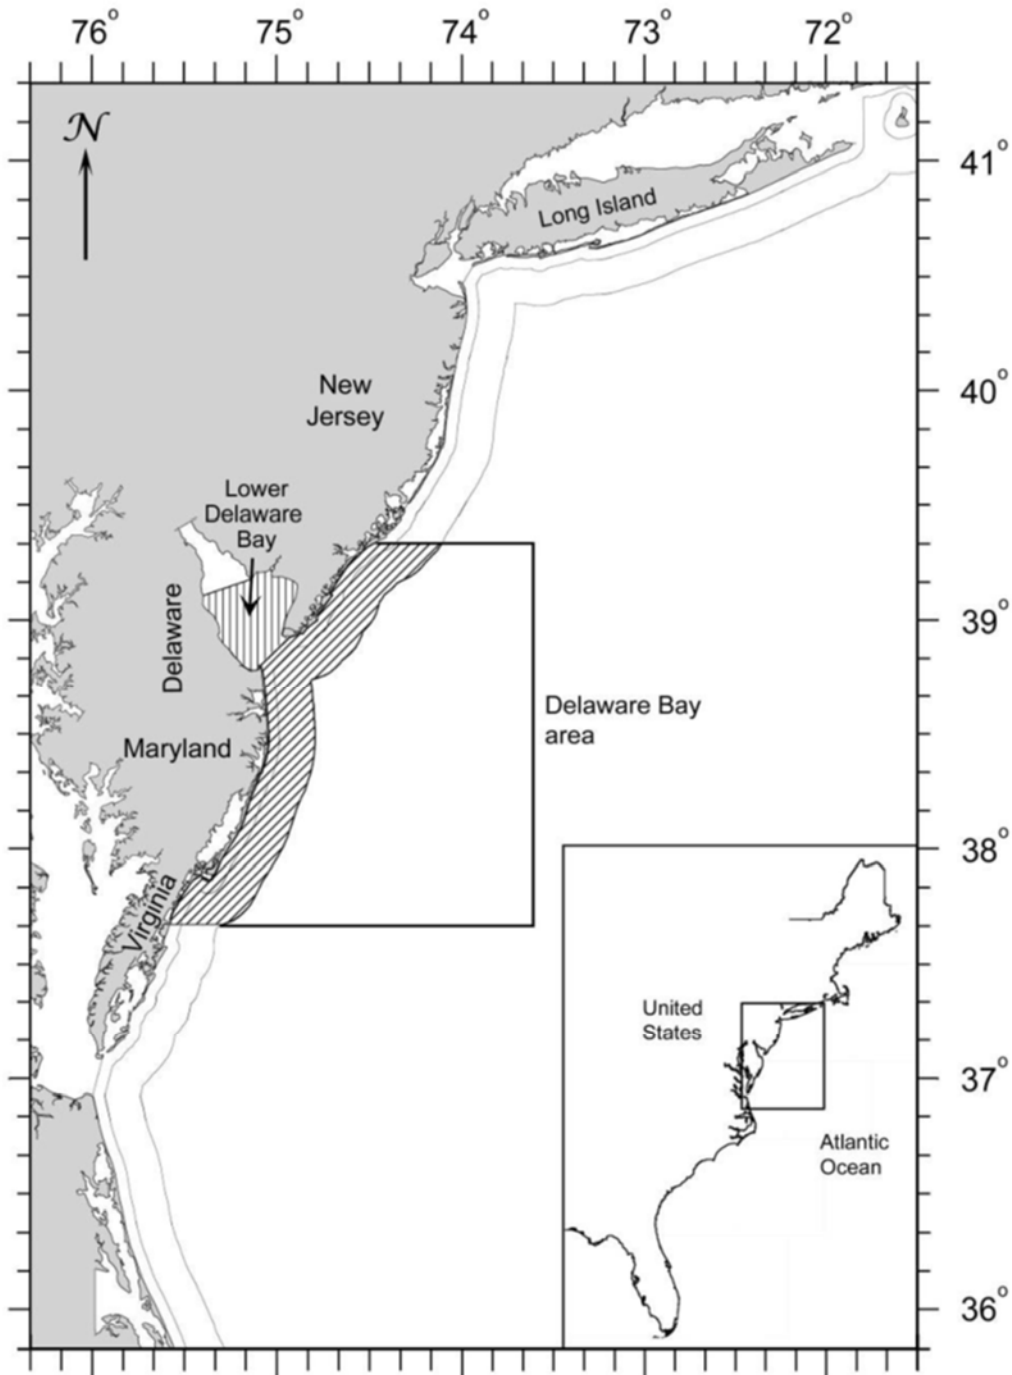 76° 75° 74° 73° 72°
N
41°
Long Island
40°
New
Jersey
Lower
Delaware
Bay
39°
Delaware
Delaware Bay
area
Maryland
38°
Virginia
United
States
37°
Atlantic
Ocean
36°